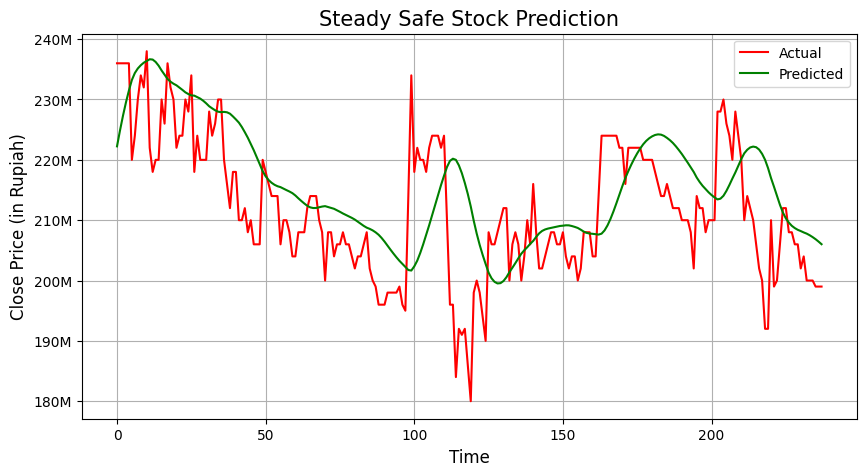 Steady Safe Stock Prediction
Actual
Predicted
Close Price (in Rupiah)
240M
230M
220M
210M
200M
190M
180M
0
50
100
150
200
Time